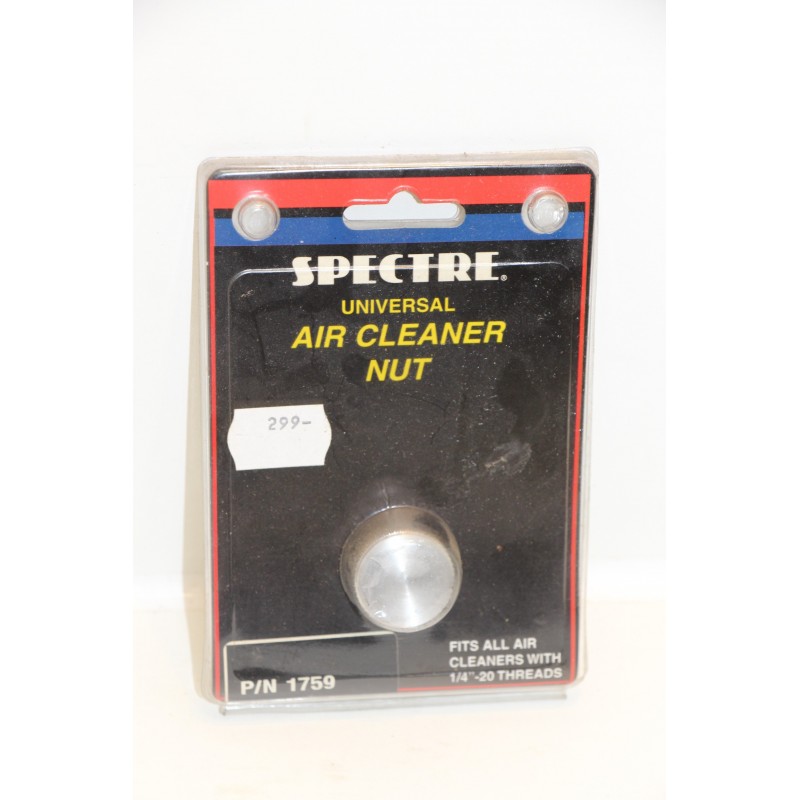 SPECTRE®
UNIVERSAL
AIR CLEANER
NUT
299-
P/N 1759
FITS ALL AIR
CLEANERS WITH
1/4"-20 THREADS